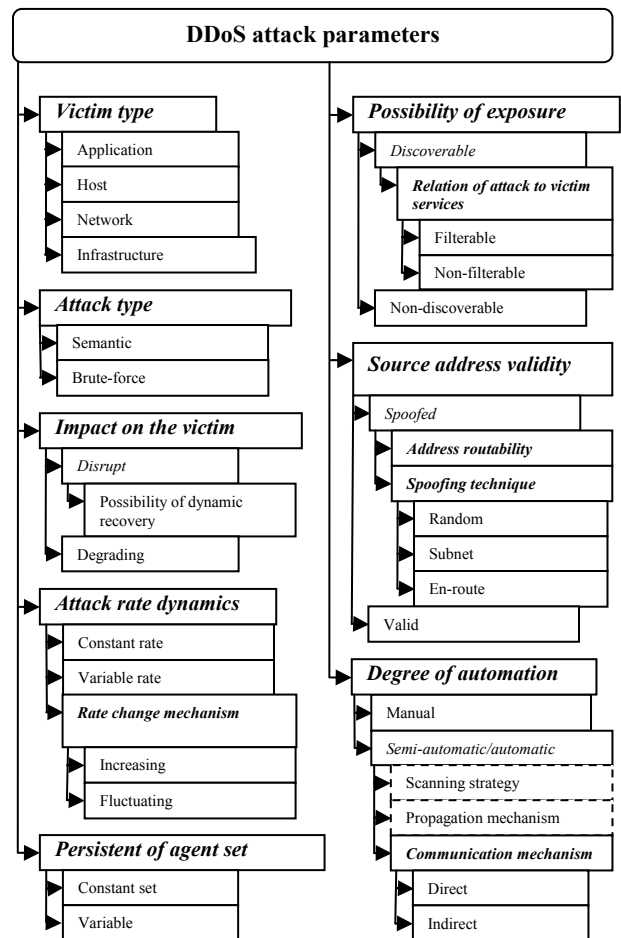 DDoS attack parameters
Victim type
Application
Host
Network
Infrastructure
Attack type
Semantic
Brute-force
Impact on the victim
Disrupt
Possibility of dynamic
recovery
Degrading
Attack rate dynamics
Constant rate
Variable rate
Rate change mechanism
Increasing
Fluctuating
Persistent of agent set
Constant set
Variable
Possibility of exposure
Discoverable
Relation of attack to victim
services
Filterable
Non-filterable
Non-discoverable
Source address validity
Spoofed
Address routability
Spoofing technique
Random
Subnet
En-route
Valid
Degree of automation
Manual
Semi-automatic/automatic
Scanning strategy
Propagation mechanism
Communication mechanism
Direct
Indirect